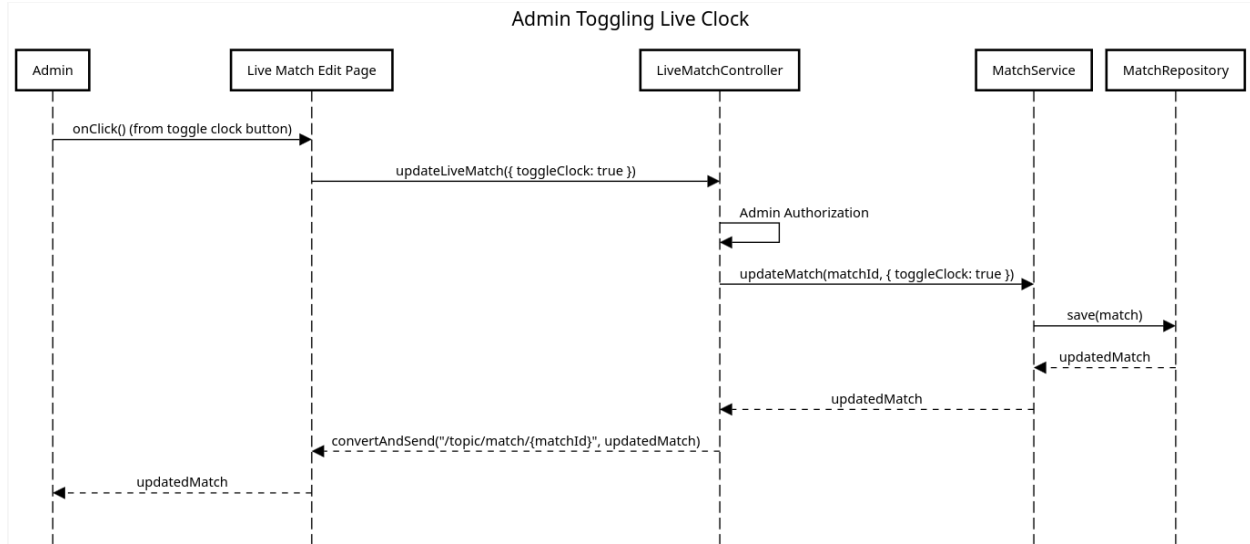 Admin Toggling Live Clock
Admin
Live Match Edit Page
LiveMatchController
MatchService
MatchRepository
onClick() (from toggle clock button)
updateLiveMatch({ toggleClock: true })
Admin Authorization
updateMatch(matchId, { toggleClock: true })
save(match)
updatedMatch
updatedMatch
convertAndSend("/topic/match/{matchId}", updatedMatch)
updatedMatch